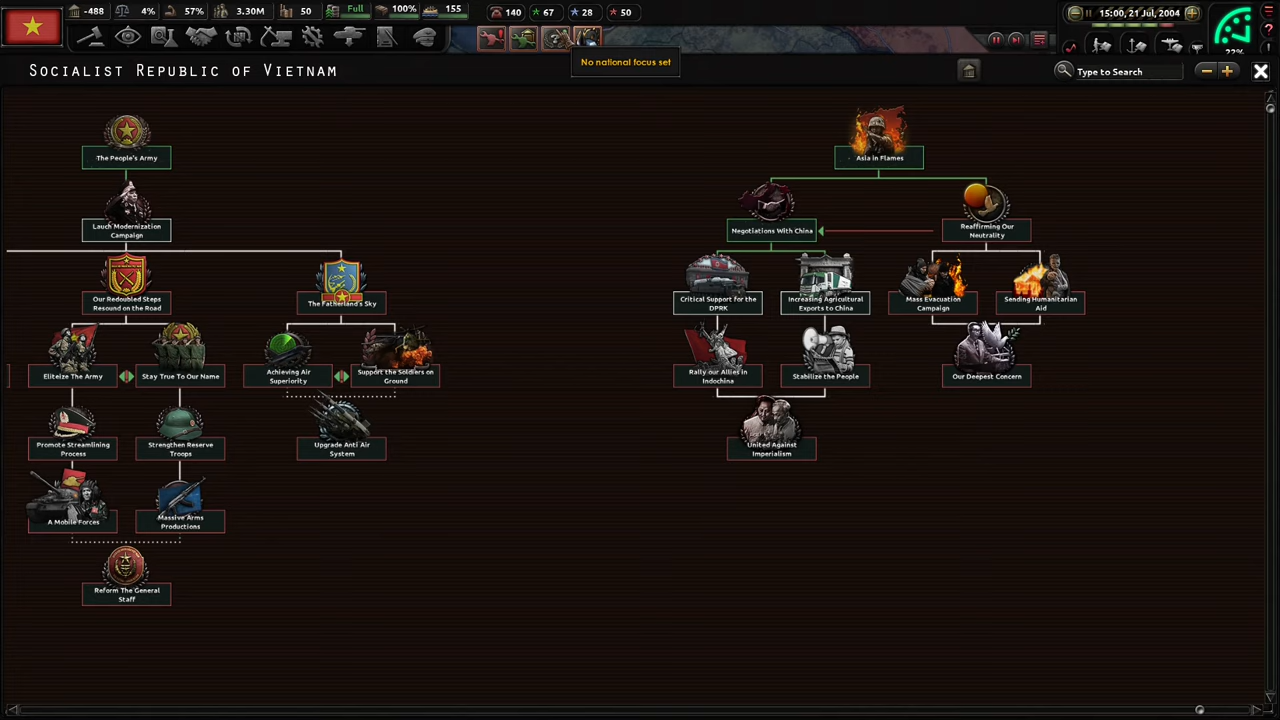 -488
4%
57%
3.30M
50
Full
100%
155
140
67
28
50
15:00, 21 Jul, 2004
22%
No national focus set
Socialist Republic of Vietnam
Type to Search
The People's Army
Asia in Flames
Lauch Modernization
Campaign
Negotiations With China
Reaffirming Our
Neutrality
Our Redoubled Steps
Resound on the Road
The Fatherland's Sky
Critical Support for the
DPRK
Increasing Agricultural
Exports to China
Mass Evacuation
Campaign
Sending Humanitarian
Aid
Eliteize The Army
Stay True To Our Name
Achieving Air
Superiority
Support the Soldiers on
Ground
Rally our Allies in
Indochina
Stabilize the People
Our Deepest Concern
Promote Streamlining
Process
Strengthen Reserve
Troops
Upgrade Anti Air
System
United Against
Imperialism
A Mobile Forces
Massive Arms
Productions
Reform The General
Staff